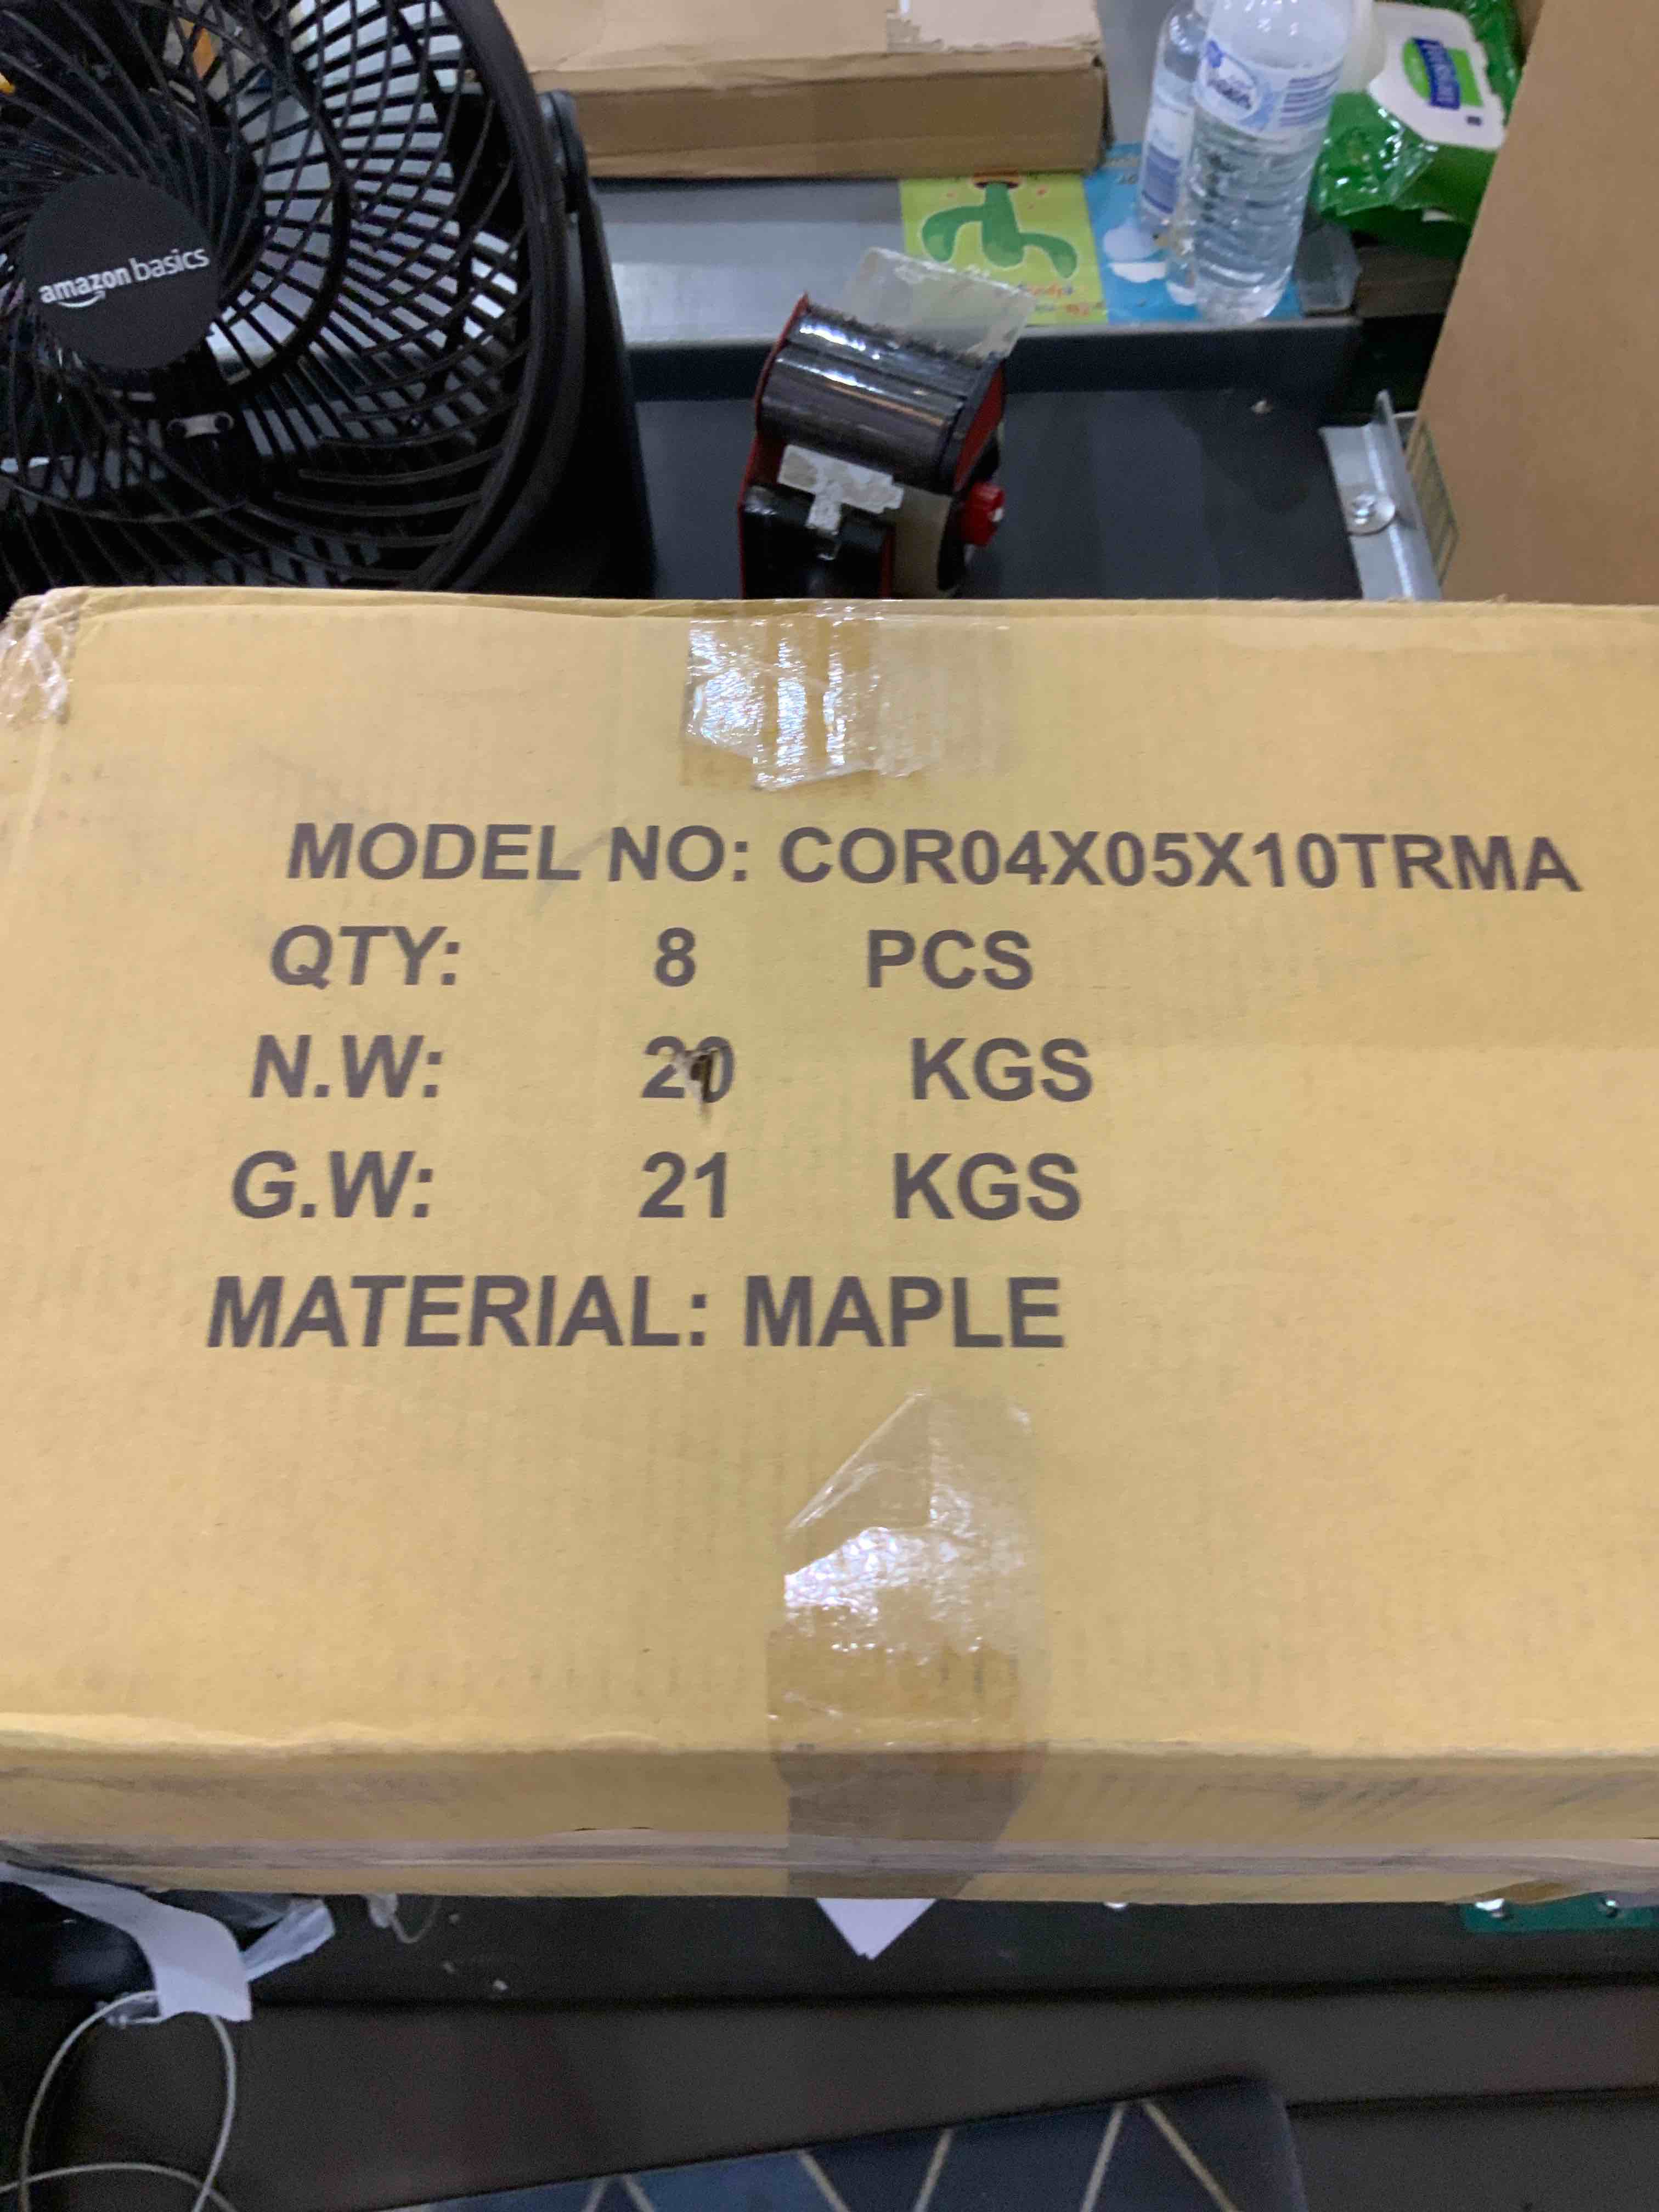 amazon basics
MODEL NO: COR04X05X10TRMA
QTY: 8 PCS
N.W: 20 KGS
G.W: 21 KGS
MATERIAL: MAPLE